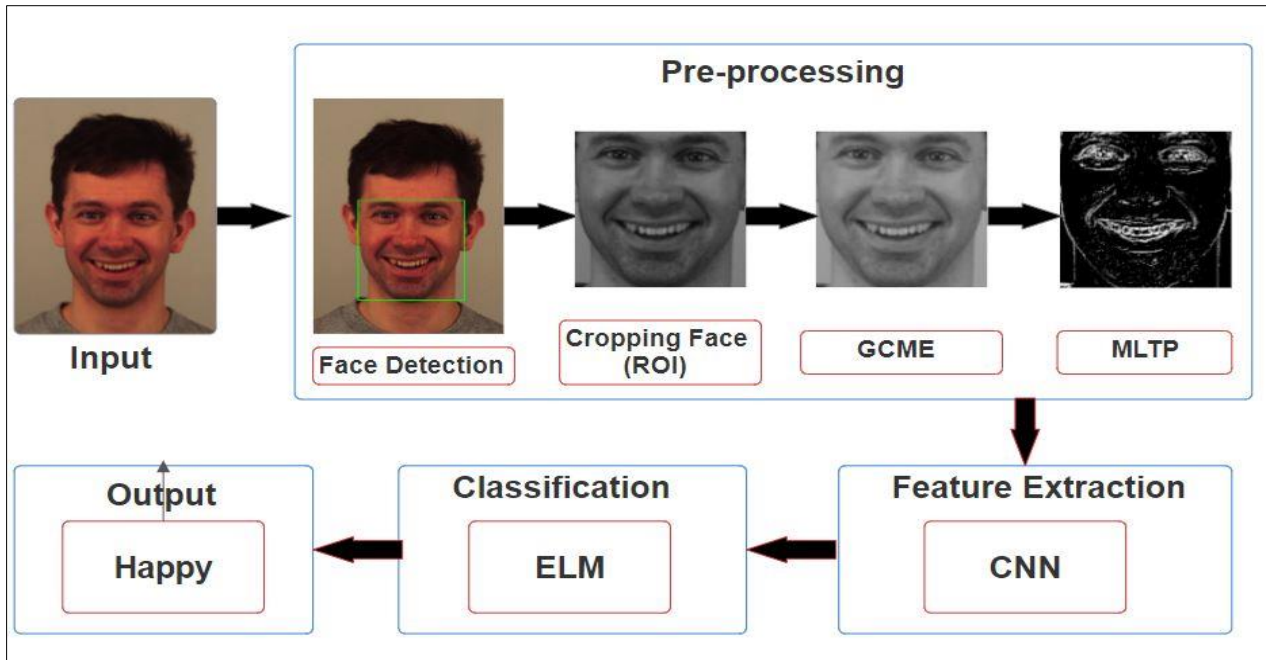 Pre-processing
Input
Face Detection
Cropping Face
(ROI)
GCME
MLTP
Feature Extraction
CNN
Classification
ELM
Output
Happy